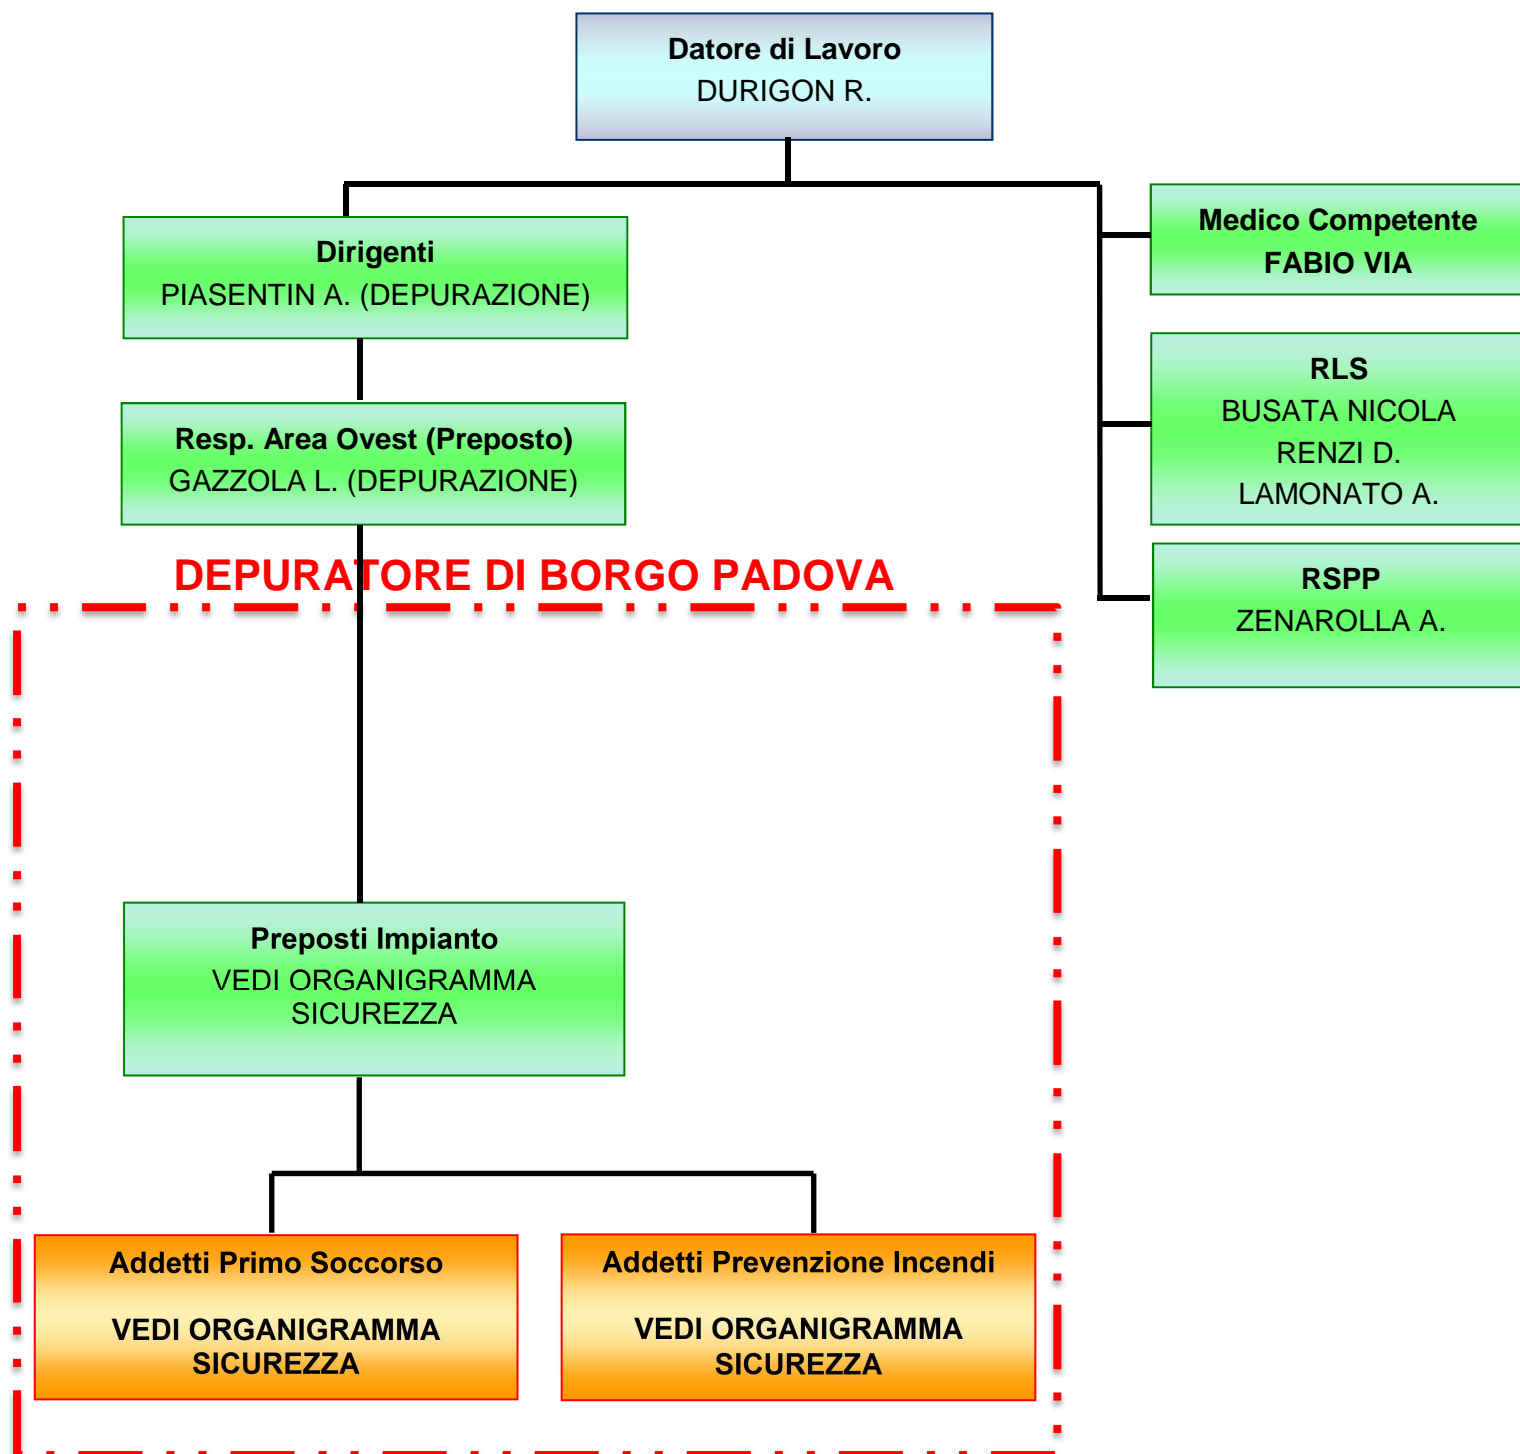 Datore di Lavoro
DURIGON R.
Dirigenti
PIASENTIN A. (DEPURAZIONE)
Medico Competente
FABIO VIA
Resp. Area Ovest (Preposto)
GAZZOLA L. (DEPURAZIONE)
RLS
BUSATA NICOLA
RENZI D.
LAMONATO A.
RSPP
ZENAROLLA A.
DEPURATORE DI BORGO PADOVA
Preposti Impianto
VEDI ORGANIGRAMMA
SICUREZZA
Addetti Primo Soccorso
VEDI ORGANIGRAMMA
SICUREZZA
Addetti Prevenzione Incendi
VEDI ORGANIGRAMMA
SICUREZZA